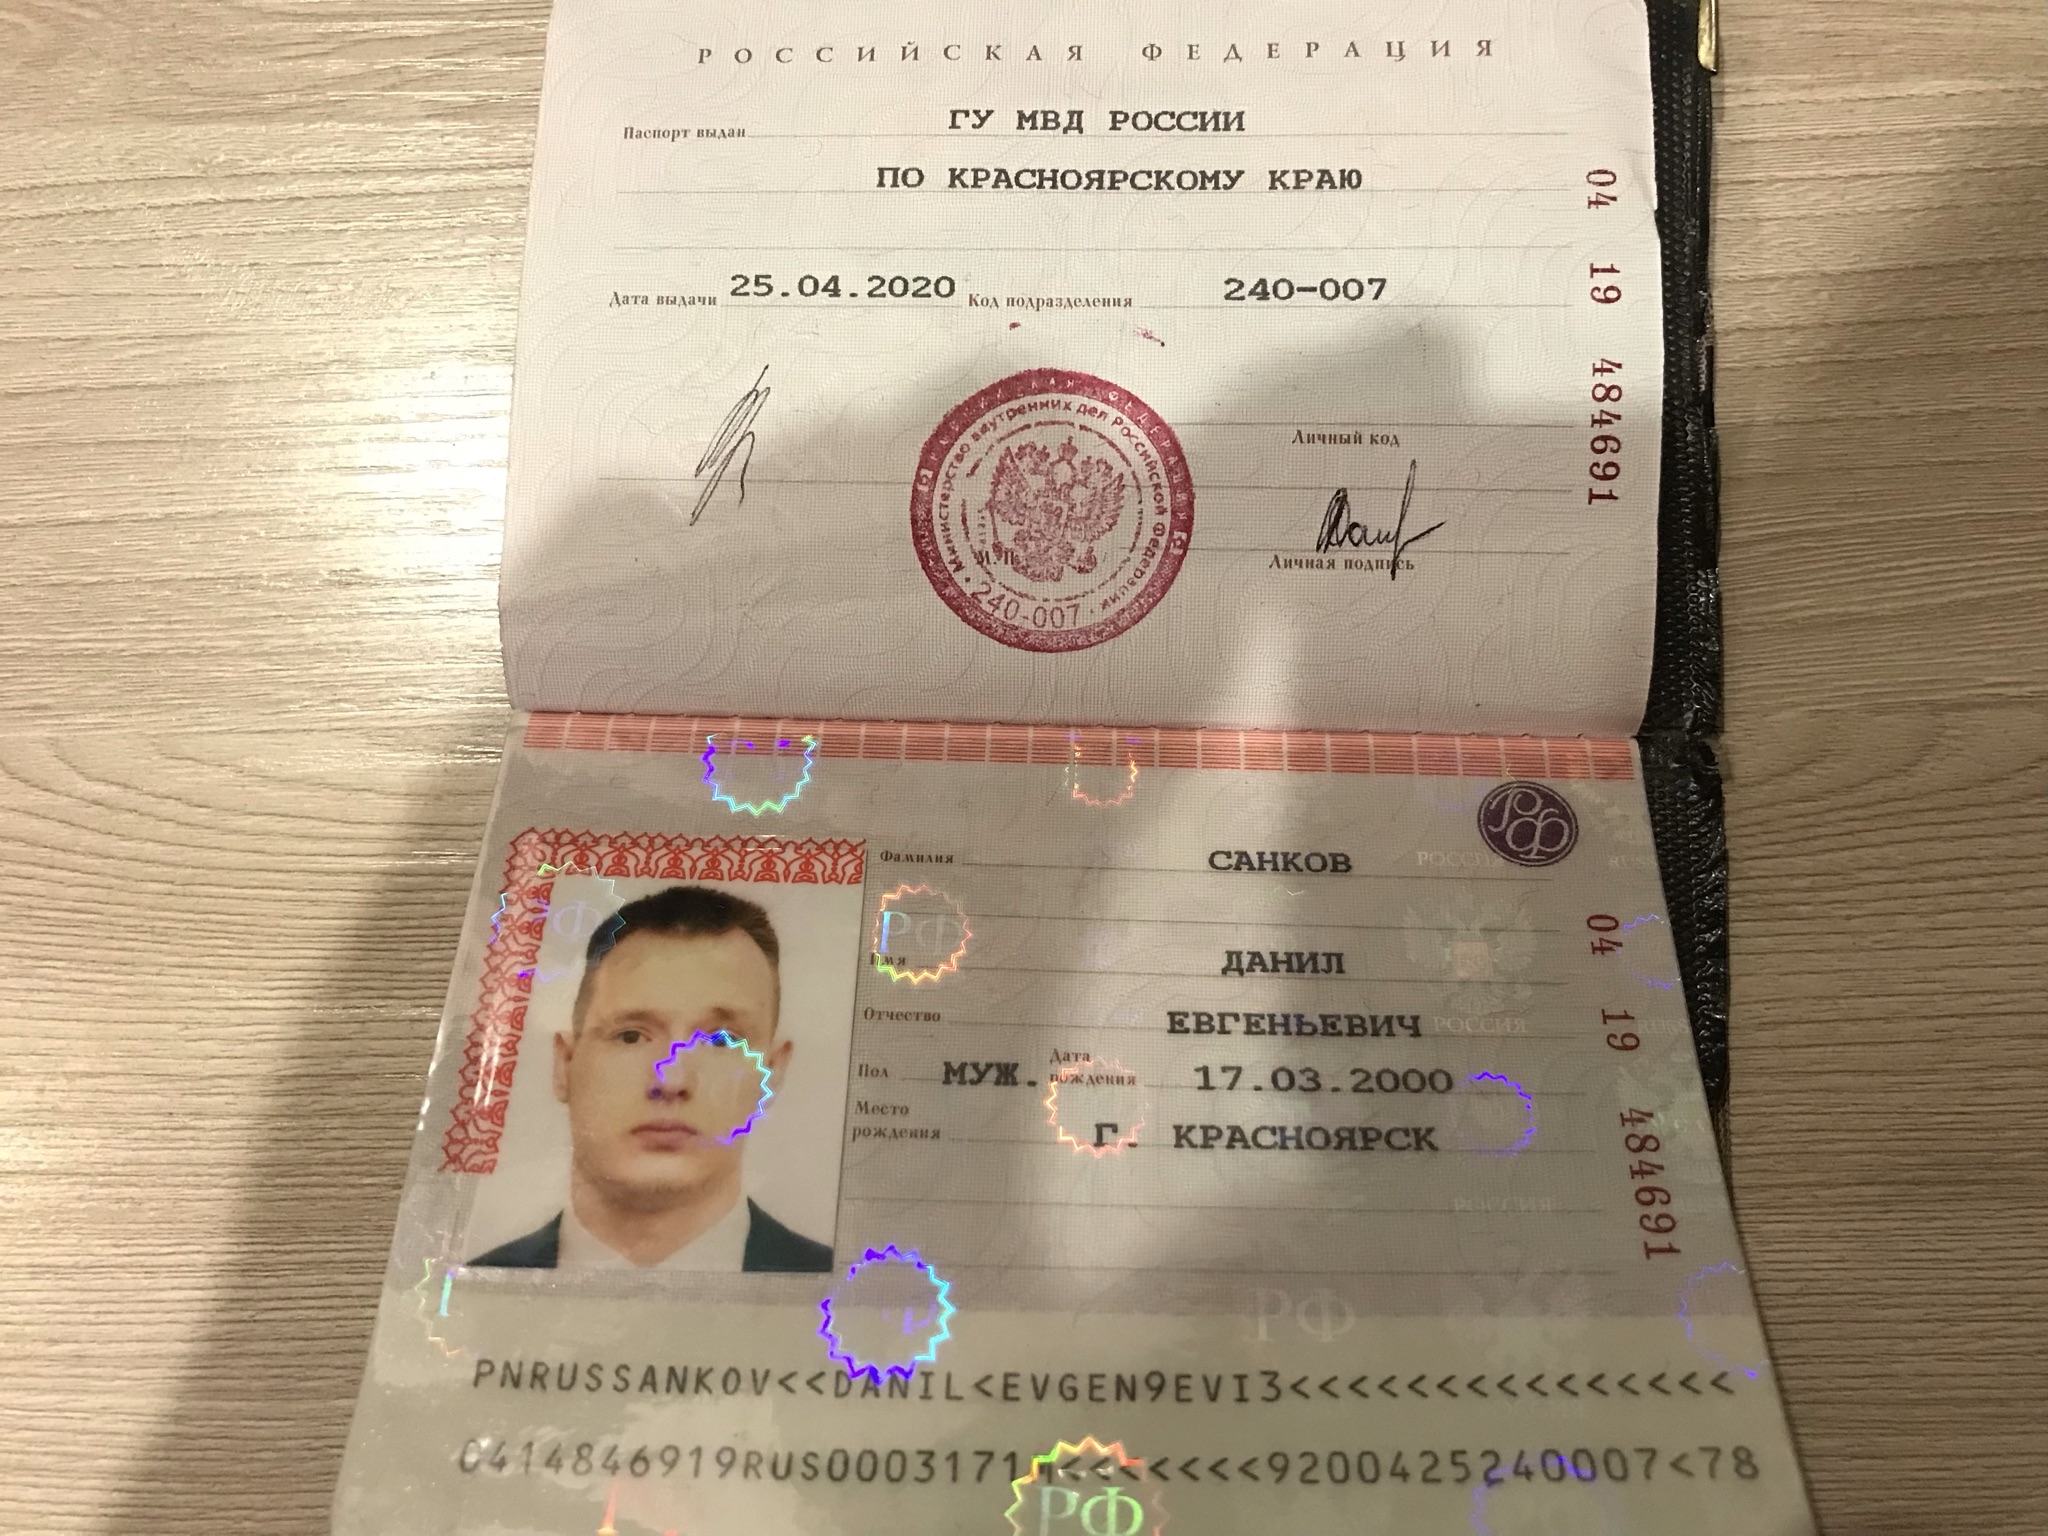 РОССИЙСКАЯ ФЕДЕРАЦИЯ
Паспорт выдан ГУ МВД РОССИИ
ПО КРАСНОЯРСКОМУ КРАЮ
Дата выдачи 25.04.2020 Код подразделения 240-007
Личный код
Личная подпись
М.П.
Министерство внутренних дел Российской Федерации
240-007
04 19 484691
РФ
Фамилия САНКОВ
Имя ДАНИЛ
Отчество ЕВГЕНЬЕВИЧ
Пол МУЖ. Дата рождения 17.03.2000
Место рождения Г. КРАСНОЯРСК
04 19 484691
РОССИЯ
РОССИЯ
РФ
РФ
PNRUSSANKOV<<DANIL<EVGEN9EVI3<<<<<<<<<<<<<<<
0414846919RUS0003171M<<<<<<<9200425240007<78
РФ